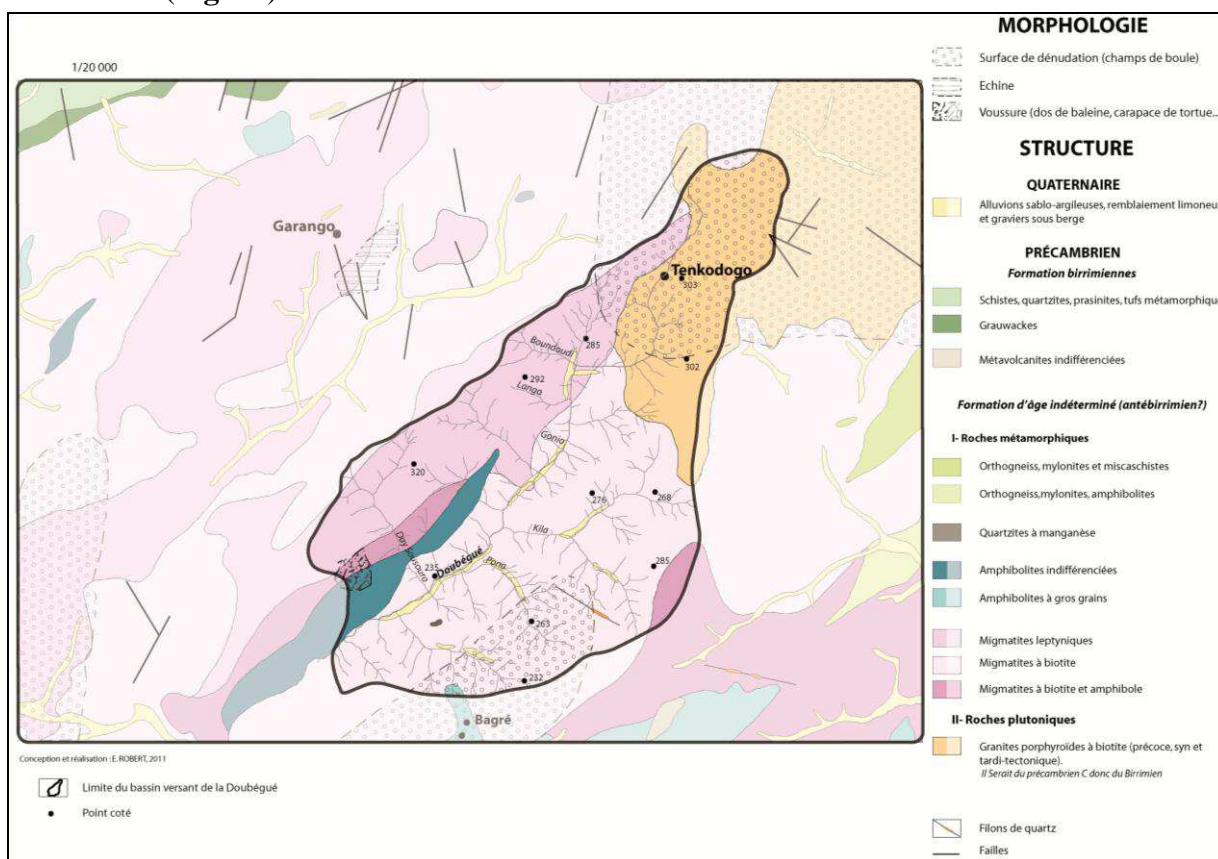 1/20 000
Garango
Tenkodogo
303
285
Boundoudi
302
292
Langa
Gonio
320
276
268
Kila
Doubégué
Pona
235
285
263
232
Bagré
Conception et réalisation : E. ROBERT, 2011
Limite du bassin versant de la Doubégué
Point coté
MORPHOLOGIE
Surface de dénudation (champs de boule)
Echine
Voussure (dos de baleine, carapace de tortue..
STRUCTURE
QUATERNAIRE
Alluvions sablo-argileuses, remblaiement limoneu
et graviers sous berge
PRÉCAMBRIEN
Formation birrimiennes
Schistes, quartzites, prasinites, tufs métamorphique
Grauwackes
Métavolcanites indifférenciées
Formation d'âge indéterminé (antébirrimien?)
I- Roches métamorphiques
Orthogneiss, mylonites et miscaschistes
Orthogneiss,mylonites, amphibolites
Quartzites à manganèse
Amphibolites indifférenciées
Amphibolites à gros grains
Migmatites leptyniques
Migmatites à biotite
Migmatites à biotite et amphibole
II- Roches plutoniques
Granites porphyroïdes à biotite (précoce, syn et
tardi-tectonique).
Il Serait du précambrien C donc du Birrimien
Filons de quartz
Failles